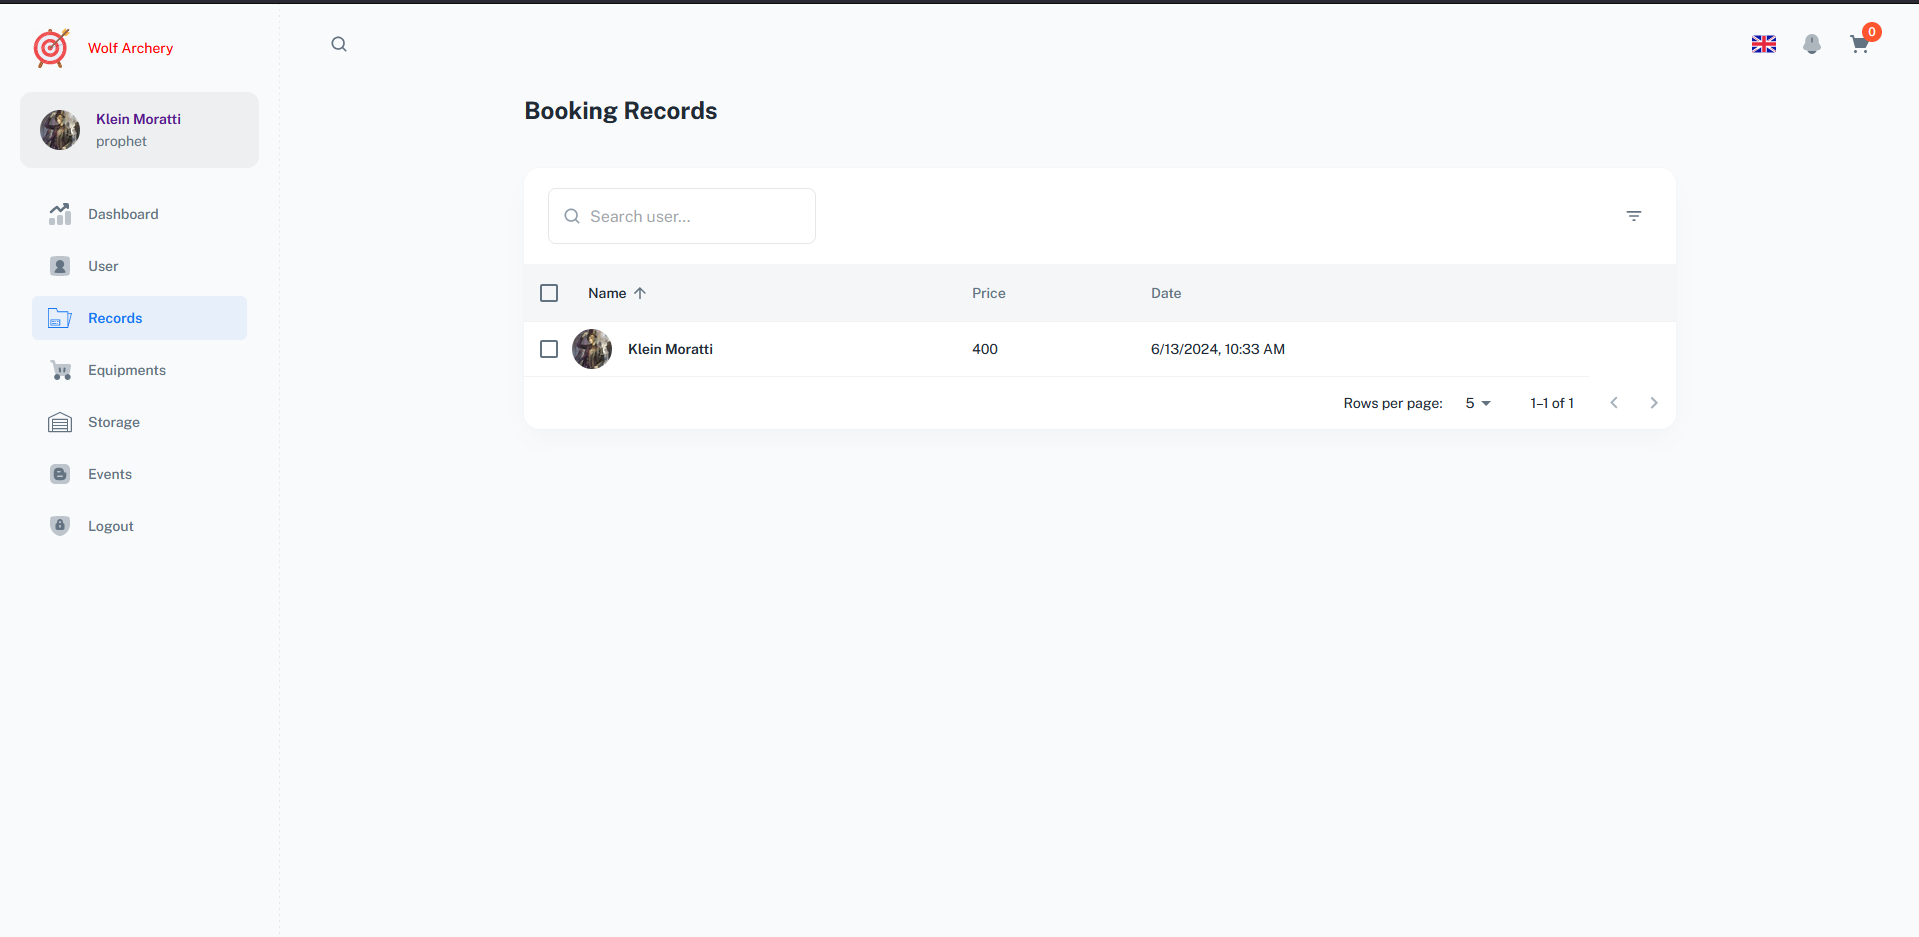 Wolf Archery
0
Klein Moratti
prophet
Dashboard
User
Records
Equipments
Storage
Events
Logout
Booking Records
Search user...
Name Price Date
Klein Moratti 400 6/13/2024, 10:33 AM
Rows per page: 5 1–1 of 1